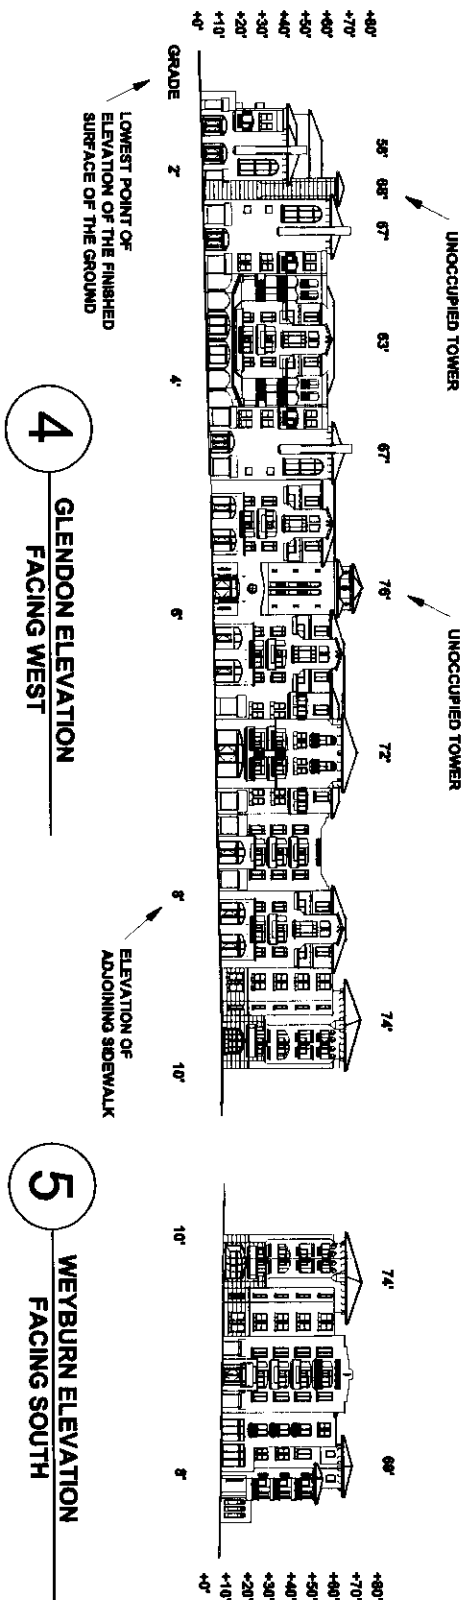 UNOCCUPIED TOWER
UNOCCUPIED TOWER
58' 68' 67' 63' 67' 76' 72' 74'
74' 68'
+80'
+70'
+60'
+50'
+40'
+30'
+20'
+10'
+0'
+80'
+70'
+60'
+50'
+40'
+30'
+20'
+10'
+0'
GRADE 2' 4' 6' 8' 10'
10' 8'
LOWEST POINT OF
ELEVATION OF THE FINISHED
SURFACE OF THE GROUND
ELEVATION OF
ADJOINING SIDEWALK
4
GLENDON ELEVATION
FACING WEST
5
WEYBURN ELEVATION
FACING SOUTH